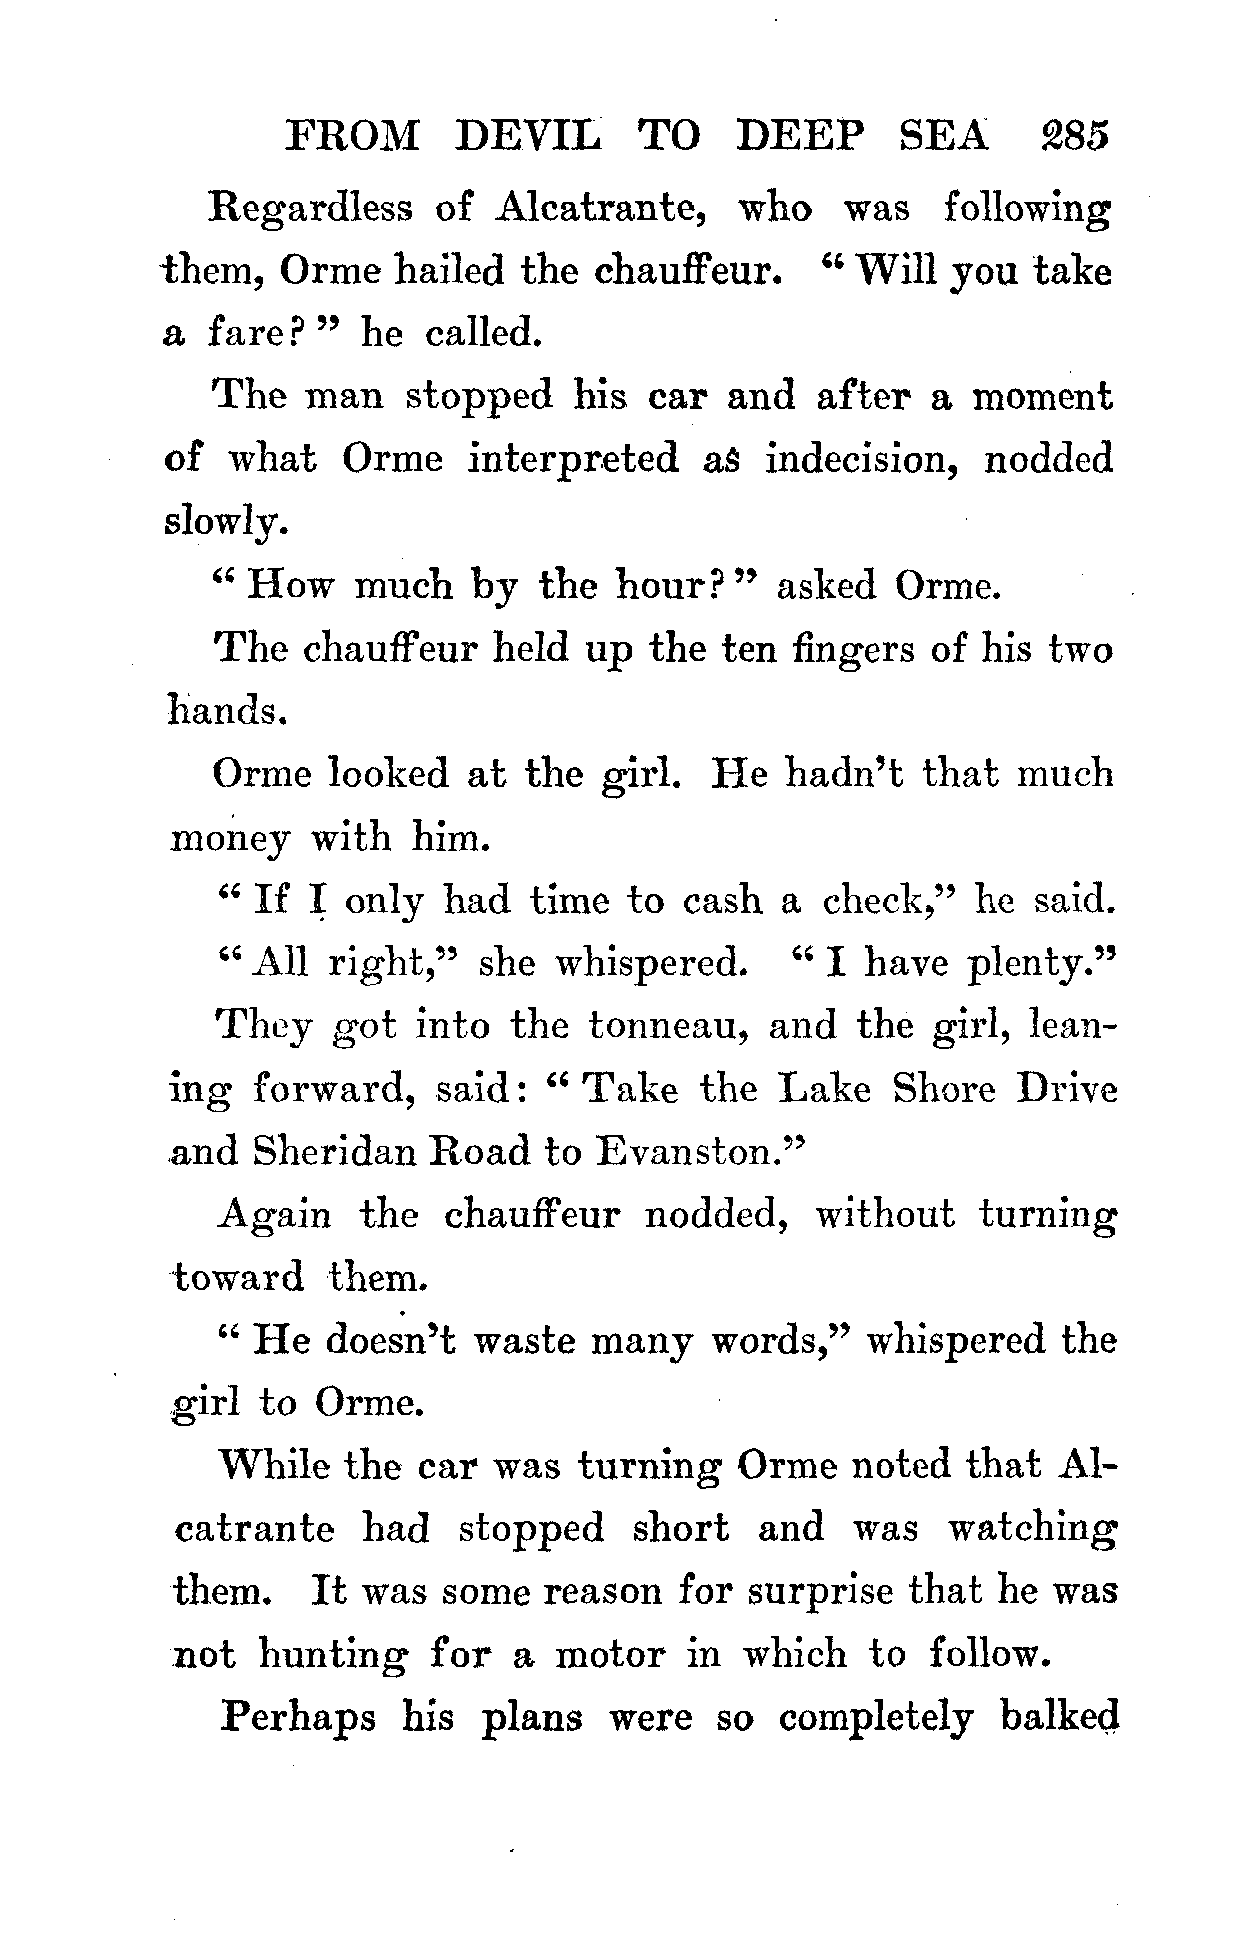 FROM DEVIL TO DEEP SEA 285
Regardless of Alcatrante, who was following
them, Orme hailed the chauffeur. “ Will you take
a fare? ” he called.
The man stopped his car and after a moment
of what Orme interpreted as indecision, nodded
slowly.
“ How much by the hour? ” asked Orme.
The chauffeur held up the ten fingers of his two
hands.
Orme looked at the girl. He hadn’t that much
money with him.
“ If I only had time to cash a check,” he said.
“ All right,” she whispered. “ I have plenty.”
They got into the tonneau, and the girl, lean-
ing forward, said: “ Take the Lake Shore Drive
and Sheridan Road to Evanston.”
Again the chauffeur nodded, without turning
toward them.
“ He doesn’t waste many words,” whispered the
girl to Orme.
While the car was turning Orme noted that Al-
catrante had stopped short and was watching
them. It was some reason for surprise that he was
not hunting for a motor in which to follow.
Perhaps his plans were so completely balked